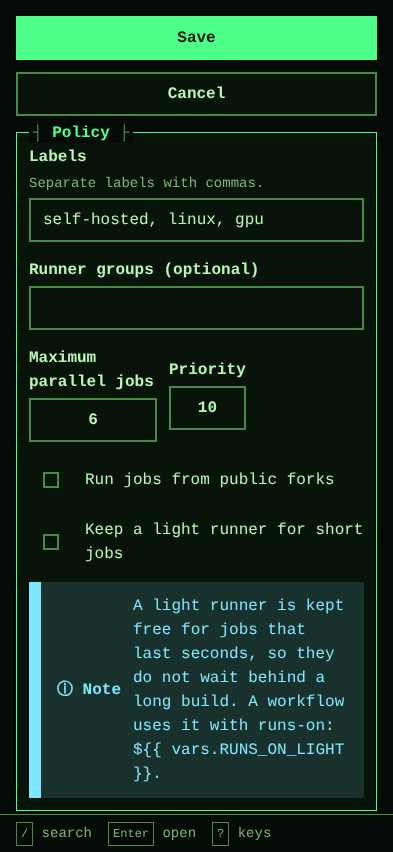 Save
Cancel
Policy
Labels
Separate labels with commas.
self-hosted, linux, gpu
Runner groups (optional)
Maximum
parallel jobs
Priority
6
10
Run jobs from public forks
Keep a light runner for short
jobs
ⓘ Note
A light runner is kept
free for jobs that
last seconds, so they
do not wait behind a
long build. A workflow
uses it with runs-on:
${{ vars.RUNS_ON_LIGHT
}}.
/ search Enter open ? keys